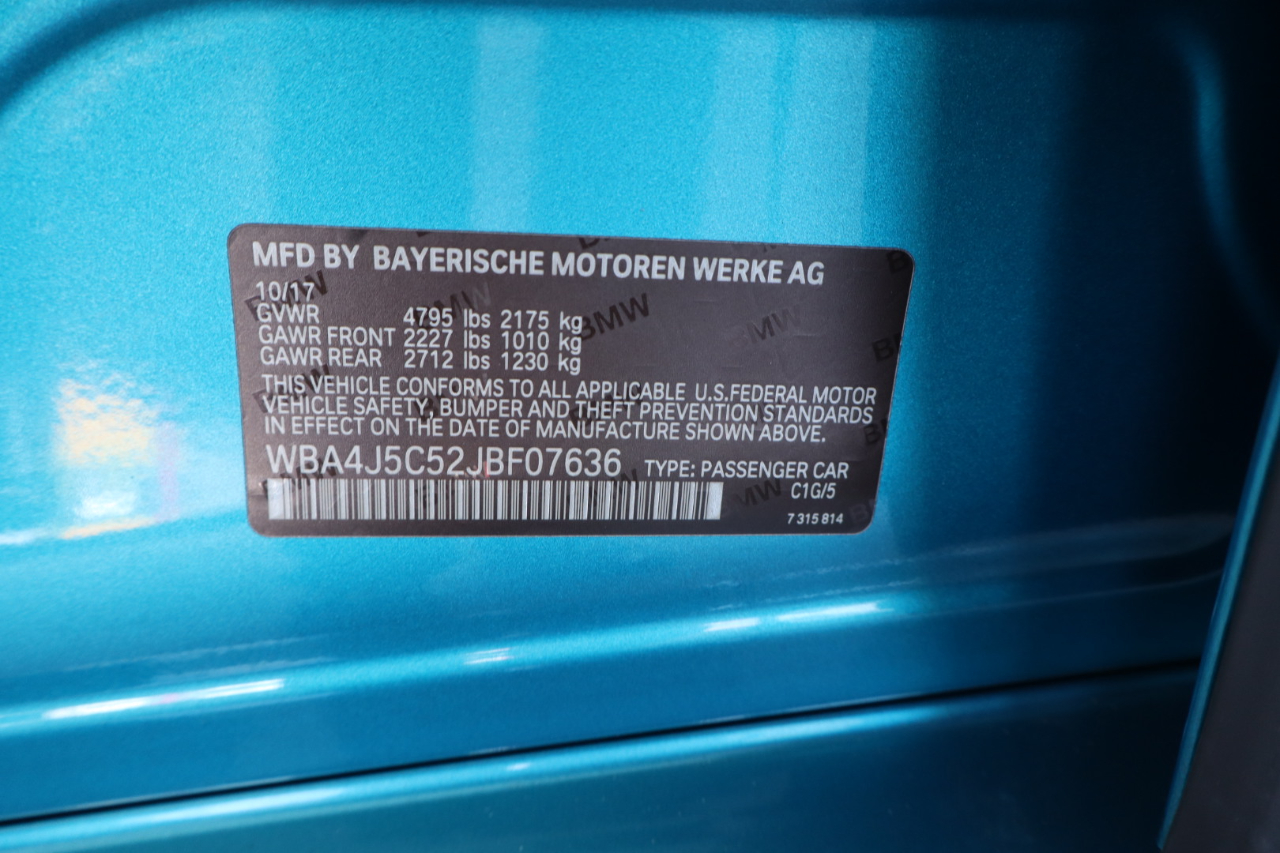 MFD BY BAYERISCHE MOTOREN WERKE AG
10/17
GVWR 4795 lbs 2175 kg
GAWR FRONT 2227 lbs 1010 kg
GAWR REAR 2712 lbs 1230 kg
THIS VEHICLE CONFORMS TO ALL APPLICABLE U.S.FEDERAL MOTOR
VEHICLE SAFETY, BUMPER AND THEFT PREVENTION STANDARDS
IN EFFECT ON THE DATE OF MANUFACTURE SHOWN ABOVE.
WBA4J5C52JBF07636 TYPE: PASSENGER CAR
C1G/5
7 315 814